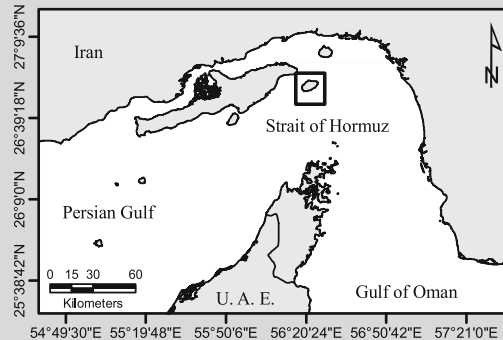 Iran
N
Strait of Hormuz
Persian Gulf
0 15 30 60
Kilometers
U. A. E.
Gulf of Oman
27°9'36"
26°39'18"
26°9'0"N
25°38'42"
54°49'30"E 55°19'48" 55°50'6" 56°20'24" 56°50'42" 57°21'0"E